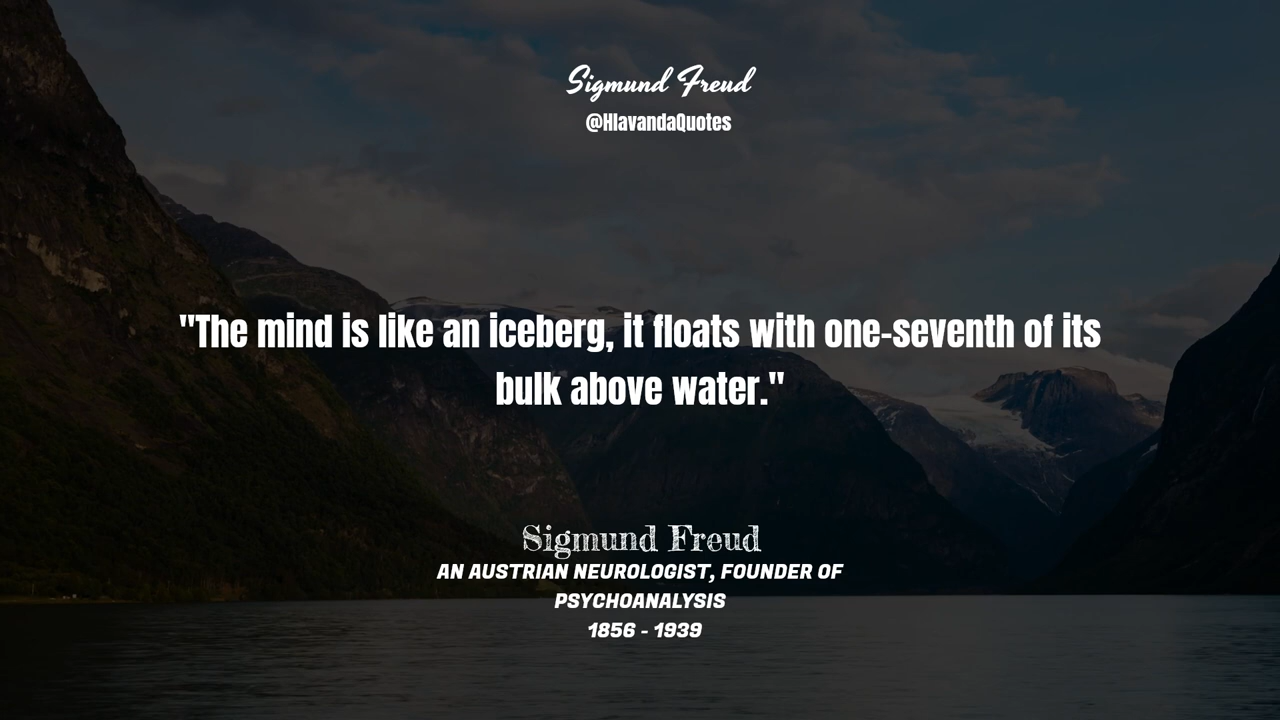 Sigmund Freud
@HlavandaQuotes
"The mind is like an iceberg, it floats with one-seventh of its
bulk above water."
Sigmund Freud
AN AUSTRIAN NEUROLOGIST, FOUNDER OF
PSYCHOANALYSIS
1856 - 1939